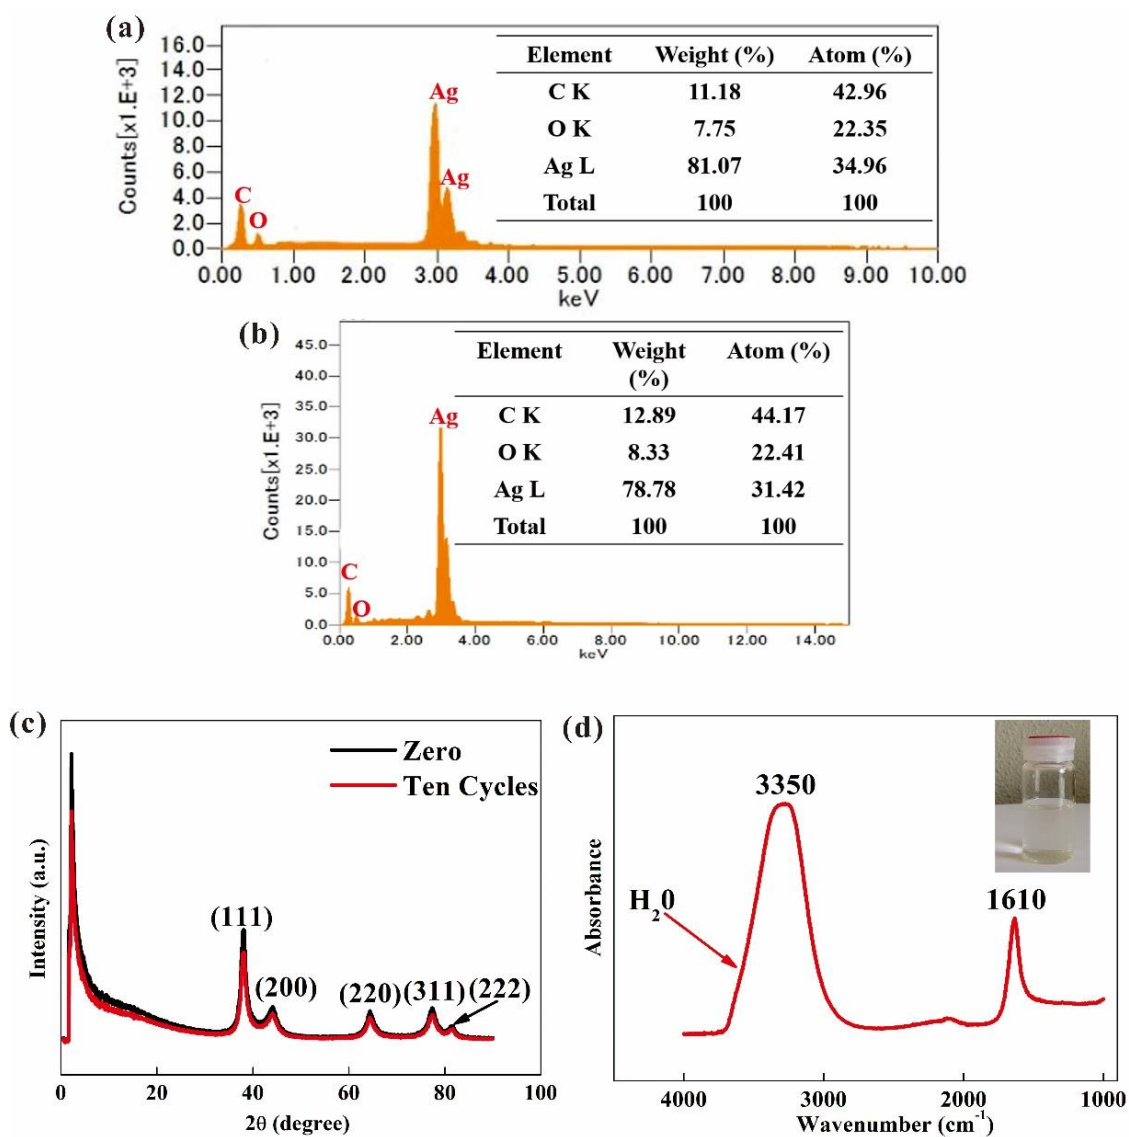 (a)
Counts[x1.E+3]
16.0
14.0
12.0
10.0
8.0
6.0
4.0
2.0
0.0
C
O
Ag
Ag
Element Weight (%) Atom (%)
C K 11.18 42.96
O K 7.75 22.35
Ag L 81.07 34.96
Total 100 100
0.00 1.00 2.00 3.00 4.00 5.00 6.00 7.00 8.00 9.00 10.00
keV
(b)
Counts[x1.E+3]
45.0
40.0
35.0
30.0
25.0
20.0
15.0
10.0
5.0
0.0
C
O
Ag
Element Weight Atom (%)
(%)
C K 12.89 44.17
O K 8.33 22.41
Ag L 78.78 31.42
Total 100 100
0.00 2.00 4.00 6.00 8.00 10.00 12.00 14.00
keV
(c)
Intensity (a.u.)
Zero
Ten Cycles
(111)
(200)
(220)
(311)
(222)
0 20 40 60 80 100
2θ (degree)
(d)
Absorbance
3350
H₂0
1610
4000 3000 2000 1000
Wavenumber (cm⁻¹)